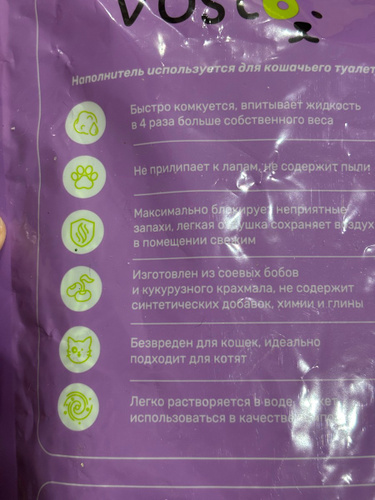 VOSCO
Наполнитель используется для кошачьего туалет
Быстро комкуется, впитывает жидкость
в 4 раза больше собственного веса
Не прилипает к лапам, не содержит пыли
Максимально блокирует неприятные
запахи, легкая отдушка сохраняет воздух
в помещении свежим
Изготовлен из соевых бобов
и кукурузного крахмала, не содержит
синтетических добавок, химии и глины
Безвреден для кошек, идеально
подходит для котят
Легко растворяется в воде,
использоваться в качестве